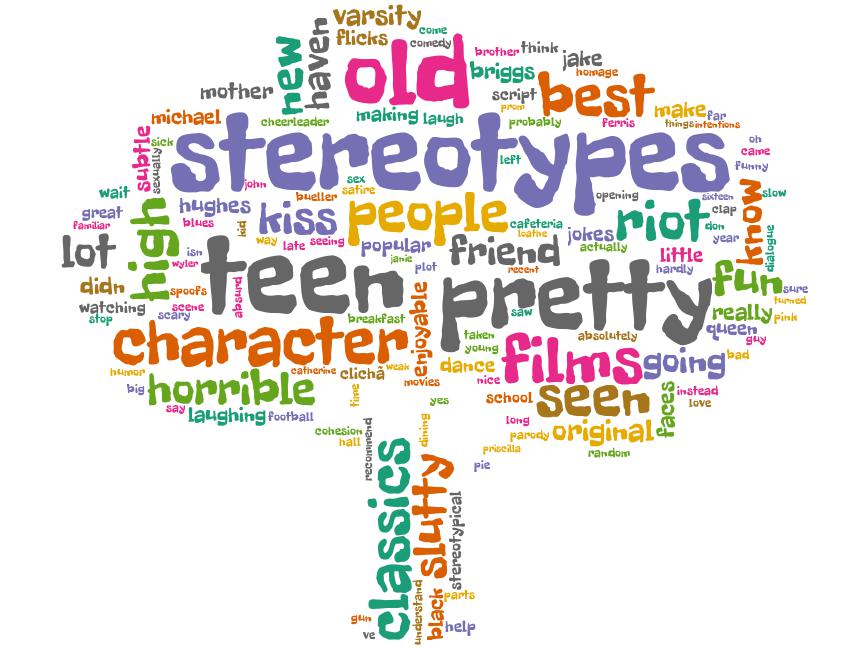 varsity
flicks
come
comedy
new
haven
old
brother
think
jake
homage
briggs
script
best
prom
mother
michael
cheerleader
making
laugh
probably
ferris
make
far
things
intentions
subtle
sick
sexually
stereotypes
left
oh
came
funny
john
sex
satire
bueller
opening
wait
great
familiar
high
hughes
blues
kid
kiss
people
cafeteria
loathe
jokes
actually
riot
sixteen
clap
don
year
know
slow
dialogue
lot
isn
wyler
way
late
seeing
popular
janie
plot
friend
recent
little
hardly
didn
watching
stop
spoofs
scene
scary
absurd
teen
breakfast
enjoyable
pretty
saw
fun
sure
turned
pink
really
queen
guy
character
taken
young
absolutely
films
going
bad
humor
big
horrible
catherine
clichã
weak
movies
dance
nice
say
laughing
football
time
yes
school
seen
faces
instead
love
long
parody
original
cohesion
hall
recommend
dining
priscilla
random
pie
classics
slutty
stereotypical
understand
black
parts
gun
ve
help